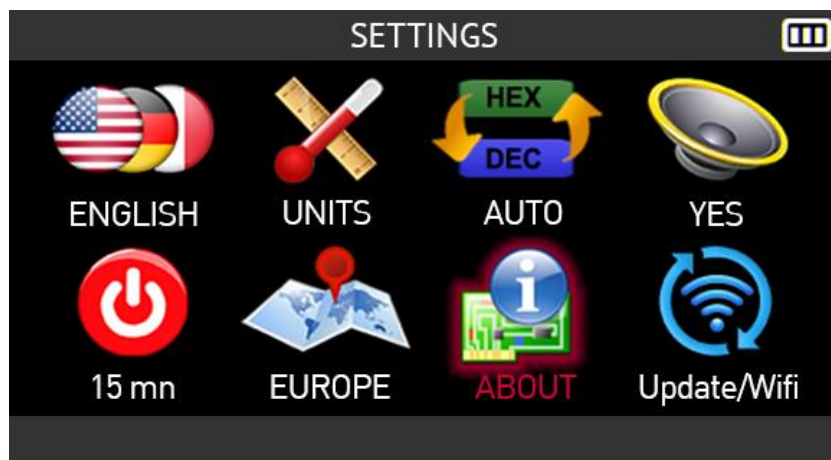 SETTINGS
HEX
DEC
ENGLISH UNITS AUTO YES
i
15 mn EUROPE ABOUT Update/Wifi